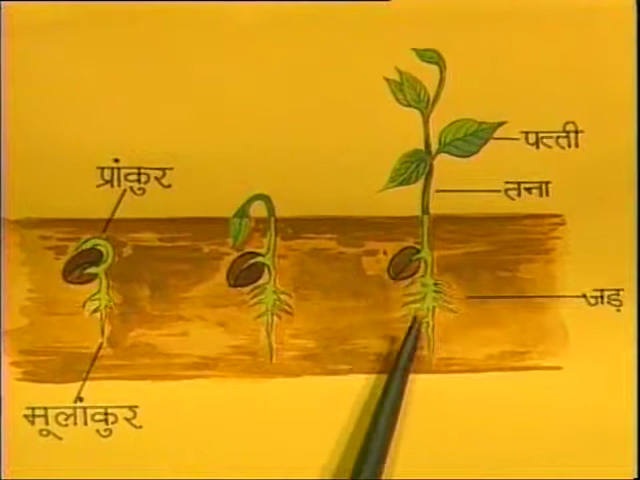 प्रांकुर
पत्ती
तना
जड़
मूलांकुर